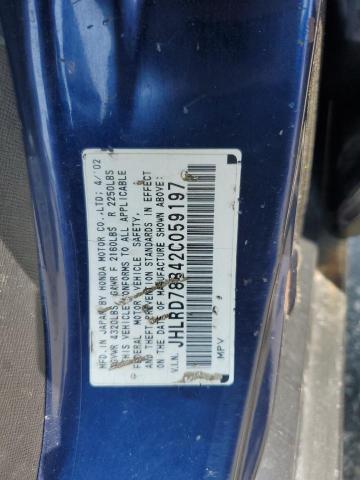 MFD. IN JAPAN BY HONDA MOTOR CO.,LTD; 4/'02
GVWR 4320LBS GAWR F 2160LBS R 2250LBS
THIS VEHICLE CONFORMS TO ALL APPLICABLE
FEDERAL MOTOR VEHICLE SAFETY
AND THEFT PREVENTION STANDARDS IN EFFECT
ON THE DATE OF MANUFACTURE SHOWN ABOVE.
V.I.N. JHLRD78842C059197
MPV